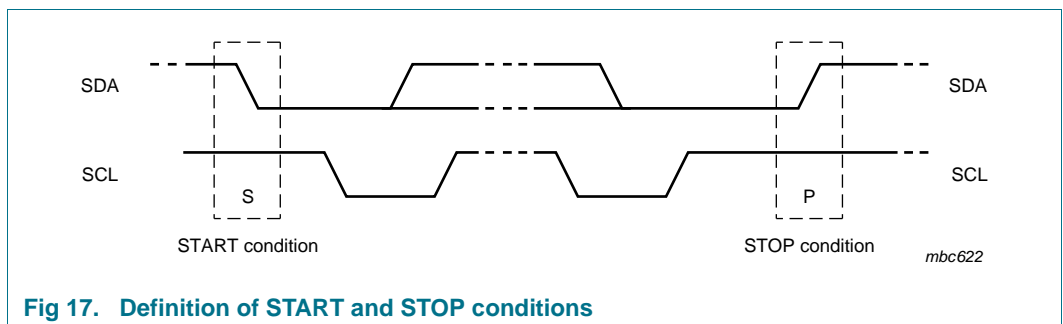 SDA
SDA
SCL
SCL
S
P
START condition
STOP condition
mbc622
Fig 17. Definition of START and STOP conditions